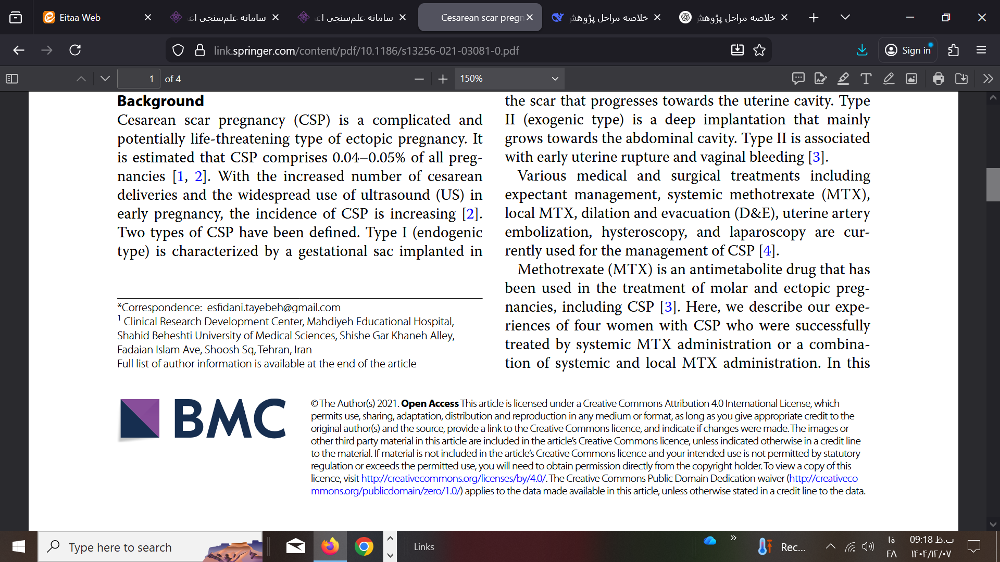 Eitaa Web
سامانه علم‌سنجی اع
سامانه علم‌سنجی اع
Cesarean scar pregn
خلاصه مراحل پژوهش
خلاصه مراحل پژوهش
link.springer.com/content/pdf/10.1186/s13256-021-03081-0.pdf
Sign in
1 of 4
150%
Background
Cesarean scar pregnancy (CSP) is a complicated and
potentially life-threatening type of ectopic pregnancy. It
is estimated that CSP comprises 0.04–0.05% of all preg-
nancies [1, 2]. With the increased number of cesarean
deliveries and the widespread use of ultrasound (US) in
early pregnancy, the incidence of CSP is increasing [2].
Two types of CSP have been defined. Type I (endogenic
type) is characterized by a gestational sac implanted in
the scar that progresses towards the uterine cavity. Type
II (exogenic type) is a deep implantation that mainly
grows towards the abdominal cavity. Type II is associated
with early uterine rupture and vaginal bleeding [3].
Various medical and surgical treatments including
expectant management, systemic methotrexate (MTX),
local MTX, dilation and evacuation (D&E), uterine artery
embolization, hysteroscopy, and laparoscopy are cur-
rently used for the management of CSP [4].
Methotrexate (MTX) is an antimetabolite drug that has
been used in the treatment of molar and ectopic preg-
nancies, including CSP [3]. Here, we describe our expe-
riences of four women with CSP who were successfully
treated by systemic MTX administration or a combina-
tion of systemic and local MTX administration. In this
*Correspondence: esfidani.tayebeh@gmail.com
1 Clinical Research Development Center, Mahdiyeh Educational Hospital,
Shahid Beheshti University of Medical Sciences, Shishe Gar Khaneh Alley,
Fadaian Islam Ave, Shoosh Sq, Tehran, Iran
Full list of author information is available at the end of the article
BMC
© The Author(s) 2021. Open Access This article is licensed under a Creative Commons Attribution 4.0 International License, which
permits use, sharing, adaptation, distribution and reproduction in any medium or format, as long as you give appropriate credit to the
original author(s) and the source, provide a link to the Creative Commons licence, and indicate if changes were made. The images or
other third party material in this article are included in the article's Creative Commons licence, unless indicated otherwise in a credit line
to the material. If material is not included in the article's Creative Commons licence and your intended use is not permitted by statutory
regulation or exceeds the permitted use, you will need to obtain permission directly from the copyright holder. To view a copy of this
licence, visit http://creativecommons.org/licenses/by/4.0/. The Creative Commons Public Domain Dedication waiver (http://creativeco
mmons.org/publicdomain/zero/1.0/) applies to the data made available in this article, unless otherwise stated in a credit line to the data.
Type here to search
Links
Rec...
فا
FA
09:18 ب.ظ
۱۴۰۴/۱۲/۰۷